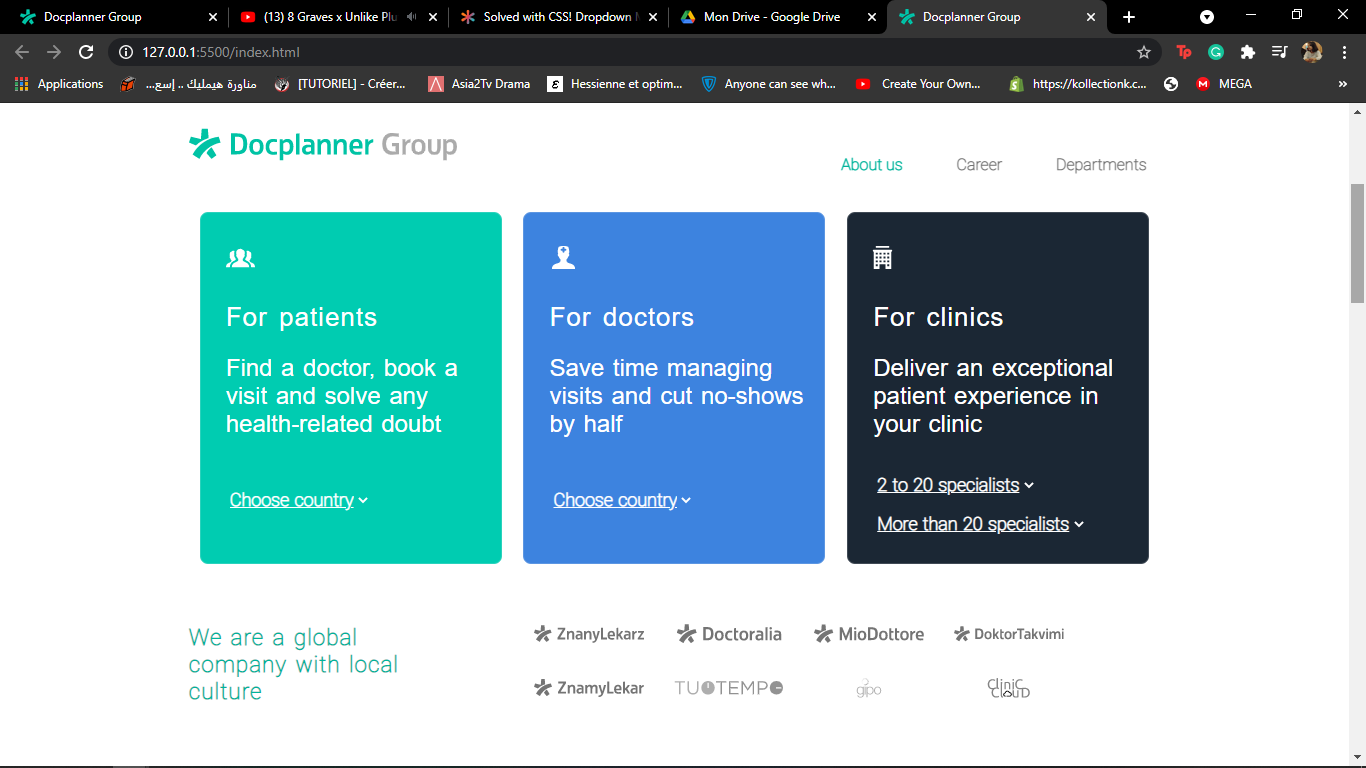 Docplanner Group
(13) 8 Graves x Unlike Plu
Solved with CSS! Dropdown M
Mon Drive - Google Drive
Docplanner Group
127.0.0.1:5500/index.html
Applications
مناورة هيمليك .. إسع...
[TUTORIEL] - Créer...
Asia2Tv Drama
Hessienne et optim...
Anyone can see wh...
Create Your Own...
https://kollectionk.c...
MEGA
»
Docplanner Group
About us
Career
Departments
For patients
Find a doctor, book a
visit and solve any
health-related doubt
Choose country
For doctors
Save time managing
visits and cut no-shows
by half
Choose country
For clinics
Deliver an exceptional
patient experience in
your clinic
2 to 20 specialists
More than 20 specialists
We are a global
company with local
culture
ZnanyLekarz
Doctoralia
MioDottore
DoktorTakvimi
ZnamyLekar
TUOTEMPO
gipo
CliniC
CLOUD